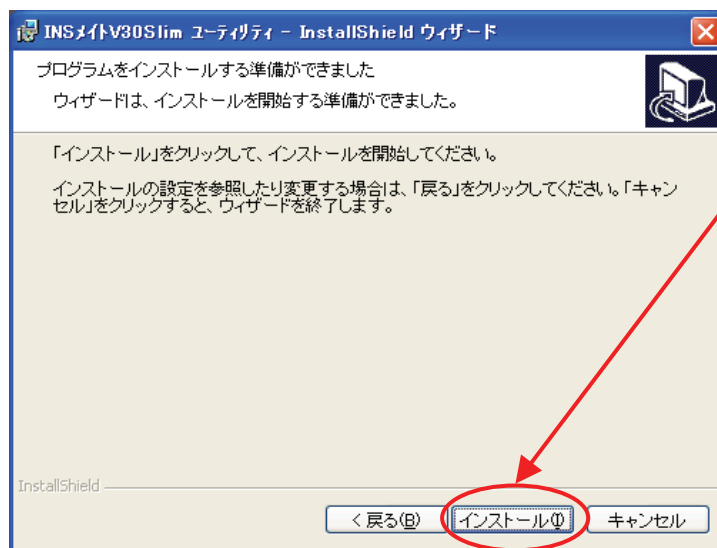 INSメイトV30Slim ユーティリティ - InstallShield ウィザード
プログラムをインストールする準備ができました
ウィザードは、インストールを開始する準備ができました。
「インストール」をクリックして、インストールを開始してください。
インストールの設定を参照したり変更する場合は、「戻る」をクリックしてください。「キャン
セル」をクリックすると、ウィザードを終了します。
InstallShield
< 戻る(B)
インストール(I)
キャンセル